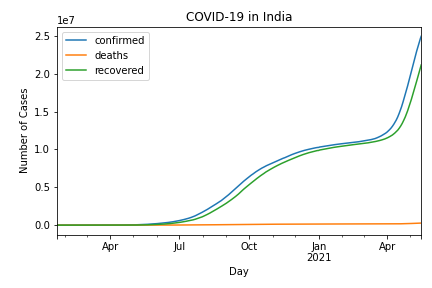 COVID-19 in India
1e7
confirmed
deaths
recovered
2.5
2.0
1.5
1.0
0.5
0.0
Number of Cases
Apr
Jul
Oct
Jan
2021
Apr
Day